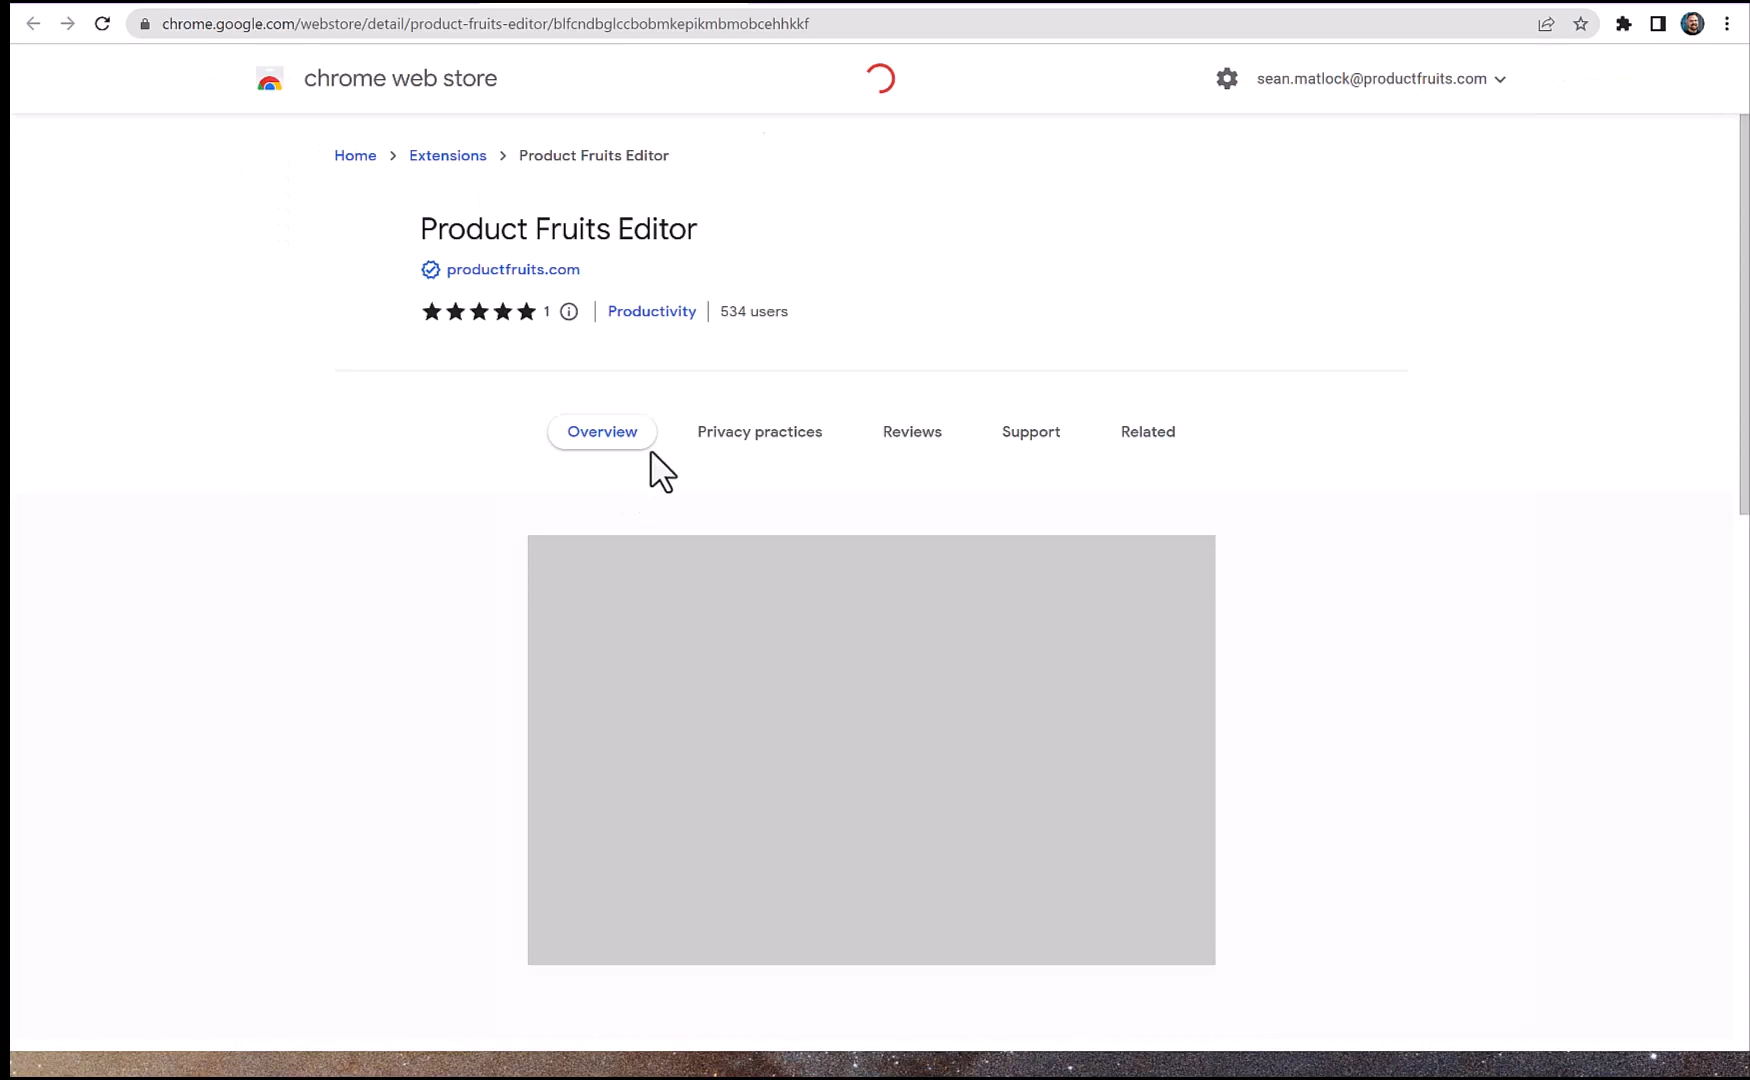 chrome.google.com/webstore/detail/product-fruits-editor/blfcndbglccbobmkepikmbmobcehhkkf
chrome web store
sean.matlock@productfruits.com
Home > Extensions > Product Fruits Editor
Product Fruits Editor
productfruits.com
1 | Productivity | 534 users
Overview Privacy practices Reviews Support Related